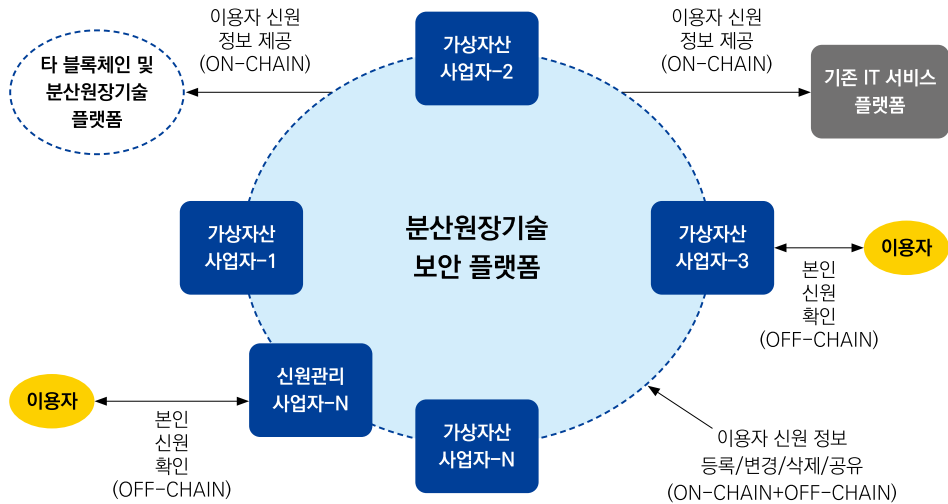 이용자 신원
정보 제공
(ON-CHAIN)
가상자산
사업자-2
이용자 신원
정보 제공
(ON-CHAIN)
타 블록체인 및
분산원장기술
플랫폼
기존 IT 서비스
플랫폼
가상자산
사업자-1
분산원장기술
보안 플랫폼
가상자산
사업자-3
이용자
본인
신원
확인
(OFF-CHAIN)
신원관리
사업자-N
이용자
본인
신원
확인
(OFF-CHAIN)
가상자산
사업자-N
이용자 신원 정보
등록/변경/삭제/공유
(ON-CHAIN+OFF-CHAIN)